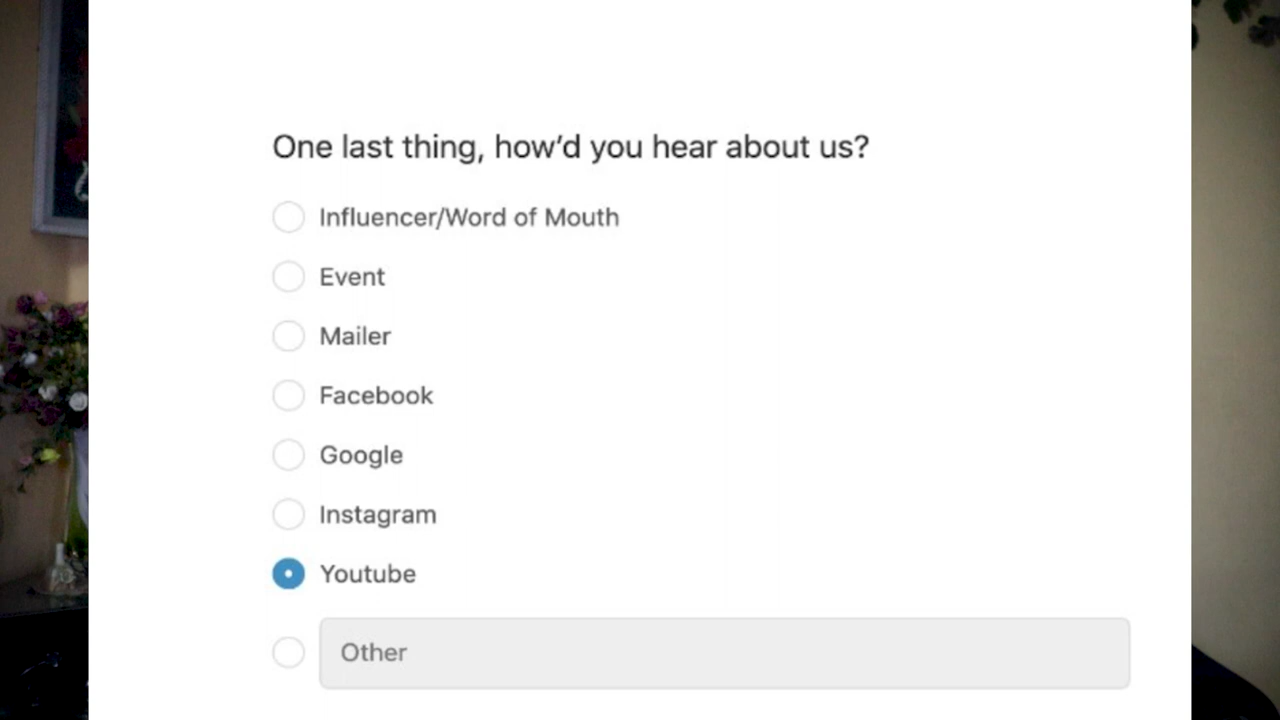 One last thing, how’d you hear about us?
Influencer/Word of Mouth
Event
Mailer
Facebook
Google
Instagram
Youtube
Other